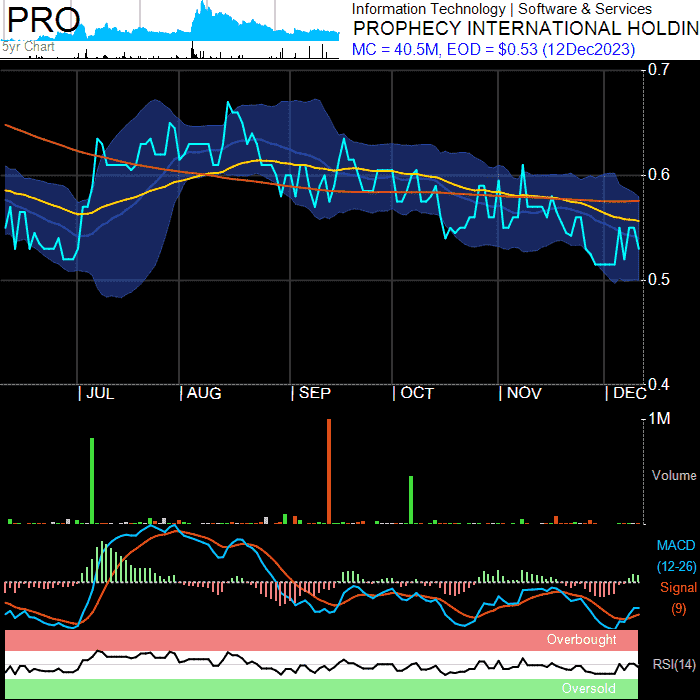 PRO
5yr Chart
Information Technology | Software & Services
PROPHECY INTERNATIONAL HOLDIN
MC = 40.5M, EOD = $0.53 (12Dec2023)
0.7
0.6
0.5
0.4
| JUL | AUG | SEP | OCT | NOV | DEC
1M
Volume
MACD
(12-26)
Signal
(9)
Overbought
RSI(14)
Oversold